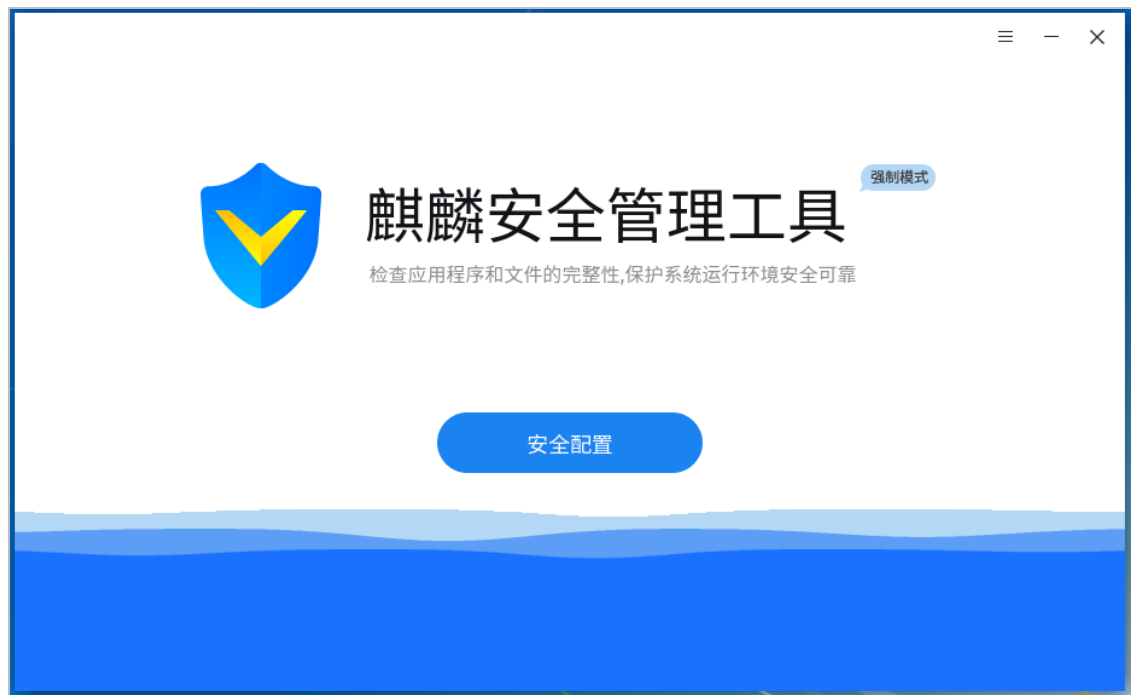 强制模式
麒麟安全管理工具
检查应用程序和文件的完整性,保护系统运行环境安全可靠
安全配置